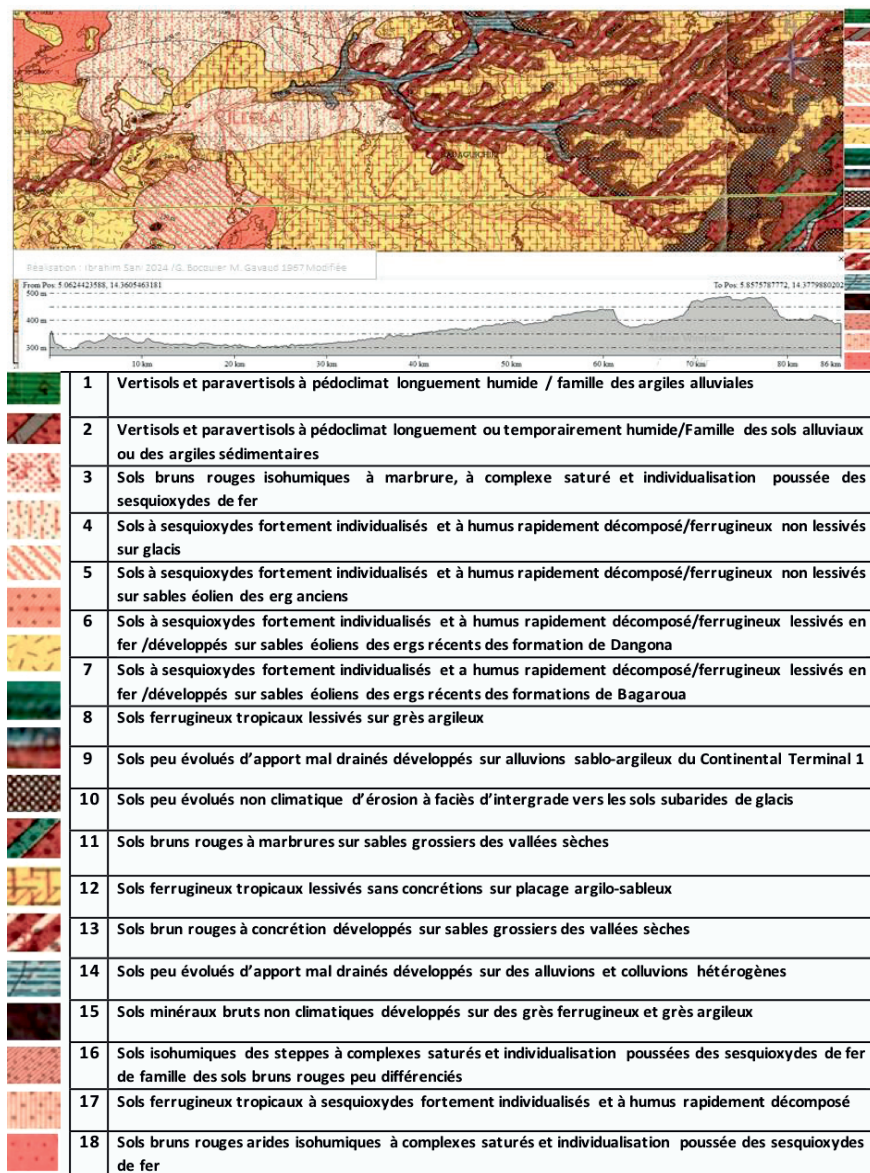 ILLELA
BADAGUICHIRI
Réalisation : Ibrahim Sani 2024 /G. Bocquier M. Gavaud 1967 Modifiée
From Pos: 5.0624423588, 14.3605463181
To Pos: 5.8575787772, 14.3779880202
500 m
400 m
300 m
10 km
20 km
30 km
40 km
50 km
60 km
70 km
80 km
86 km
1 Vertisols et paravertisols à pédoclimat longuement humide / famille des argiles alluviales
2 Vertisols et paravertisols à pédoclimat longuement ou temporairement humide/Famille des sols alluviaux
ou des argiles sédimentaires
3 Sols bruns rouges isohumiques à marbrure, à complexe saturé et individualisation poussée des
sesquioxydes de fer
4 Sols à sesquioxydes fortement individualisés et à humus rapidement décomposé/ferrugineux non lessivés
sur glacis
5 Sols à sesquioxydes fortement individualisés et à humus rapidement décomposé/ferrugineux non lessivés
sur sables éolien des erg anciens
6 Sols à sesquioxydes fortement individualisés et à humus rapidement décomposé/ferrugineux lessivés en
fer /développés sur sables éoliens des ergs récents des formation de Dangona
7 Sols à sesquioxydes fortement individualisés et a humus rapidement décomposé/ferrugineux lessivés en
fer /développés sur sables éoliens des ergs récents des formations de Bagaroua
8 Sols ferrugineux tropicaux lessivés sur grès argileux
9 Sols peu évolués d'apport mal drainés développés sur alluvions sablo-argileux du Continental Terminal 1
10 Sols peu évolués non climatique d'érosion à faciès d'intergrade vers les sols subarides de glacis
11 Sols bruns rouges à marbrures sur sables grossiers des vallées sèches
12 Sols ferrugineux tropicaux lessivés sans concrétions sur placage argilo-sableux
13 Sols brun rouges à concrétion développés sur sables grossiers des vallées sèches
14 Sols peu évolués d'apport mal drainés développés sur des alluvions et colluvions hétérogènes
15 Sols minéraux bruts non climatiques développés sur des grès ferrugineux et grès argileux
16 Sols isohumiques des steppes à complexes saturés et individualisation poussées des sesquioxydes de fer
de famille des sols bruns rouges peu différenciés
17 Sols ferrugineux tropicaux à sesquioxydes fortement individualisés et à humus rapidement décomposé
18 Sols bruns rouges arides isohumiques à complexes saturés et individualisation poussée des sesquioxydes
de fer